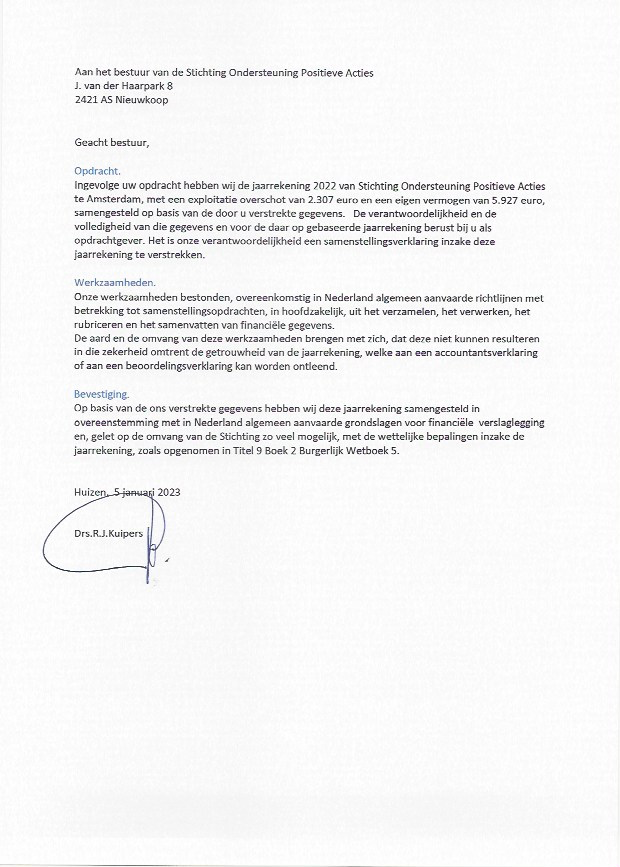 Aan het bestuur van de Stichting Ondersteuning Positieve Acties
J. van der Haarpark 8
2421 AS Nieuwkoop
Geacht bestuur,
Opdracht.
Ingevolge uw opdracht hebben wij de jaarrekening 2022 van Stichting Ondersteuning Positieve Acties
te Amsterdam, met een exploitatie overschot van 2.307 euro en een eigen vermogen van 5.927 euro,
samengesteld op basis van de door u verstrekte gegevens. De verantwoordelijkheid en de
volledigheid van die gegevens en voor de daar op gebaseerde jaarrekening berust bij u als
opdrachtgever. Het is onze verantwoordelijkheid een samenstellingsverklaring inzake deze
jaarrekening te verstrekken.
Werkzaamheden.
Onze werkzaamheden bestonden, overeenkomstig in Nederland algemeen aanvaarde richtlijnen met
betrekking tot samenstellingsopdrachten, in hoofdzakelijk, uit het verzamelen, het verwerken, het
rubriceren en het samenvatten van financiële gegevens.
De aard en de omvang van deze werkzaamheden brengen met zich, dat deze niet kunnen resulteren
in die zekerheid omtrent de getrouwheid van de jaarrekening, welke aan een accountantsverklaring
of aan een beoordelingsverklaring kan worden ontleend.
Bevestiging.
Op basis van de ons verstrekte gegevens hebben wij deze jaarrekening samengesteld in
overeenstemming met in Nederland algemeen aanvaarde grondslagen voor financiële verslaglegging
en, gelet op de omvang van de Stichting zo veel mogelijk, met de wettelijke bepalingen inzake de
jaarrekening, zoals opgenomen in Titel 9 Boek 2 Burgerlijk Wetboek 5.
Huizen, 5 januari 2023
Drs.R.J.Kuipers